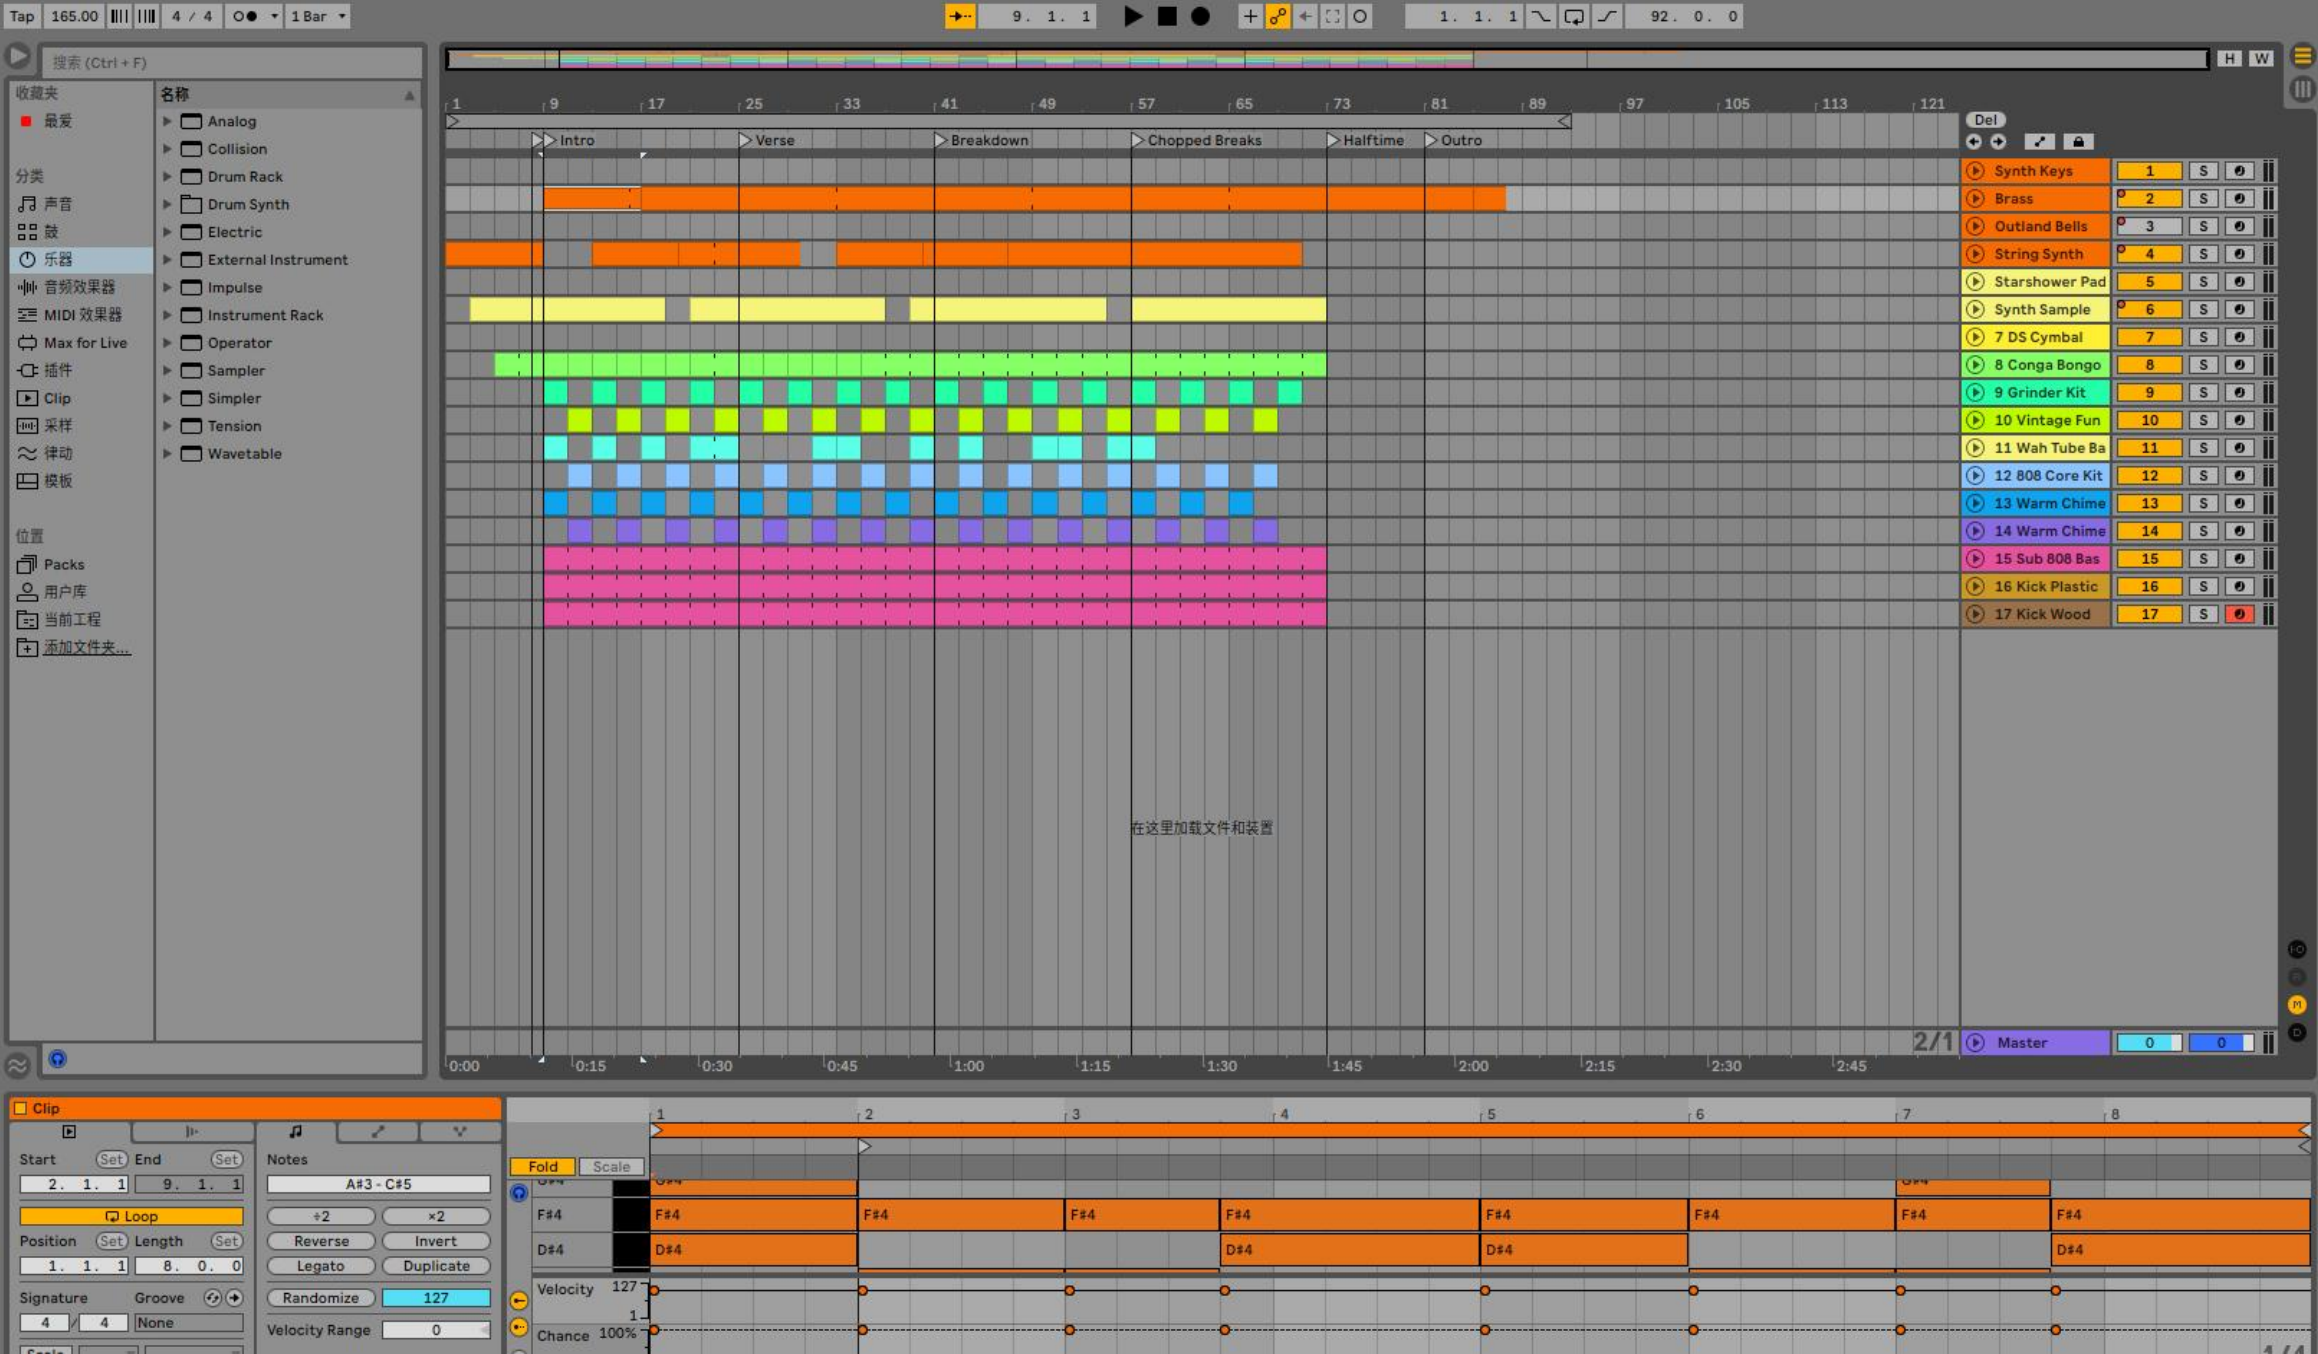 Tap 165.00 4 / 4 1 Bar 9. 1. 1 1. 1. 1 92. 0. 0
搜索 (Ctrl + F)
H W
收藏夹
最爱
分类
声音
鼓
乐器
音频效果器
MIDI 效果器
Max for Live
插件
Clip
采样
律动
模板
位置
Packs
用户库
当前工程
添加文件夹...
名称
Analog
Collision
Drum Rack
Drum Synth
Electric
External Instrument
Impulse
Instrument Rack
Operator
Sampler
Simpler
Tension
Wavetable
1 9 17 25 33 41 49 57 65 73 81 89 97 105 113 121
Del
Intro Verse Breakdown Chopped Breaks Halftime Outro
Synth Keys 1 S
Brass 2 S
Outland Bells 3 S
String Synth 4 S
Starshower Pad 5 S
Synth Sample 6 S
7 DS Cymbal 7 S
8 Conga Bongo 8 S
9 Grinder Kit 9 S
10 Vintage Fun 10 S
11 Wah Tube Ba 11 S
12 808 Core Kit 12 S
13 Warm Chime 13 S
14 Warm Chime 14 S
15 Sub 808 Bas 15 S
16 Kick Plastic 16 S
17 Kick Wood 17 S
在这里加载文件和装置
M
D
2/1 Master 0 0
0:00 0:15 0:30 0:45 1:00 1:15 1:30 1:45 2:00 2:15 2:30 2:45
Clip
Start Set End Set
2. 1. 1 9. 1. 1
Loop
Position Set Length Set
1. 1. 1 8. 0. 0
Signature Groove
4 / 4 None
Scale
Notes
A#3 - C#5
÷2 ×2
Reverse Invert
Legato Duplicate
Randomize 127
Velocity Range 0
1 2 3 4 5 6 7 8
Fold Scale
G#4 G#4 G#4
F#4 F#4 F#4 F#4 F#4 F#4 F#4 F#4 F#4
D#4 D#4 D#4 D#4 D#4
Velocity 127
1
Chance 100%
1/4